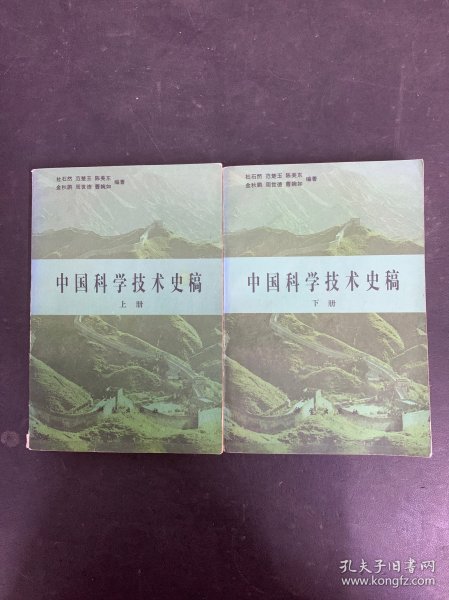 杜石然 范楚玉 陈美东
金秋鹏 周世德 曹婉如 编著
中国科学技术史稿
上册
杜石然 范楚玉 陈美东
金秋鹏 周世德 曹婉如 编著
中国科学技术史稿
下册
孔夫子旧书网
www.kongfz.com